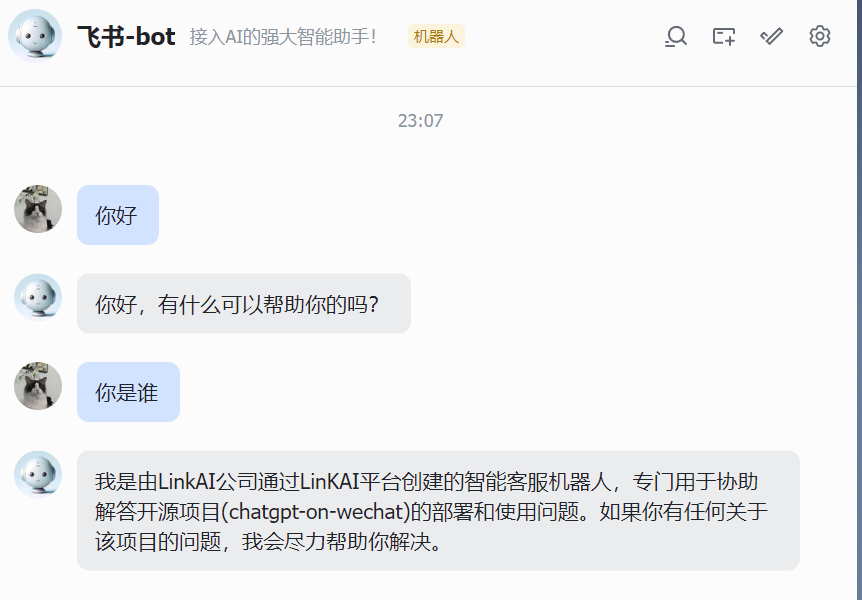 飞书-bot 接入AI的强大智能助手！ 机器人
23:07
你好
你好，有什么可以帮助你的吗？
你是谁
我是由LinkAI公司通过LinKAI平台创建的智能客服机器人，专门用于协助
解答开源项目(chatgpt-on-wechat)的部署和使用问题。如果你有任何关于
该项目的问题，我会尽力帮助你解决。